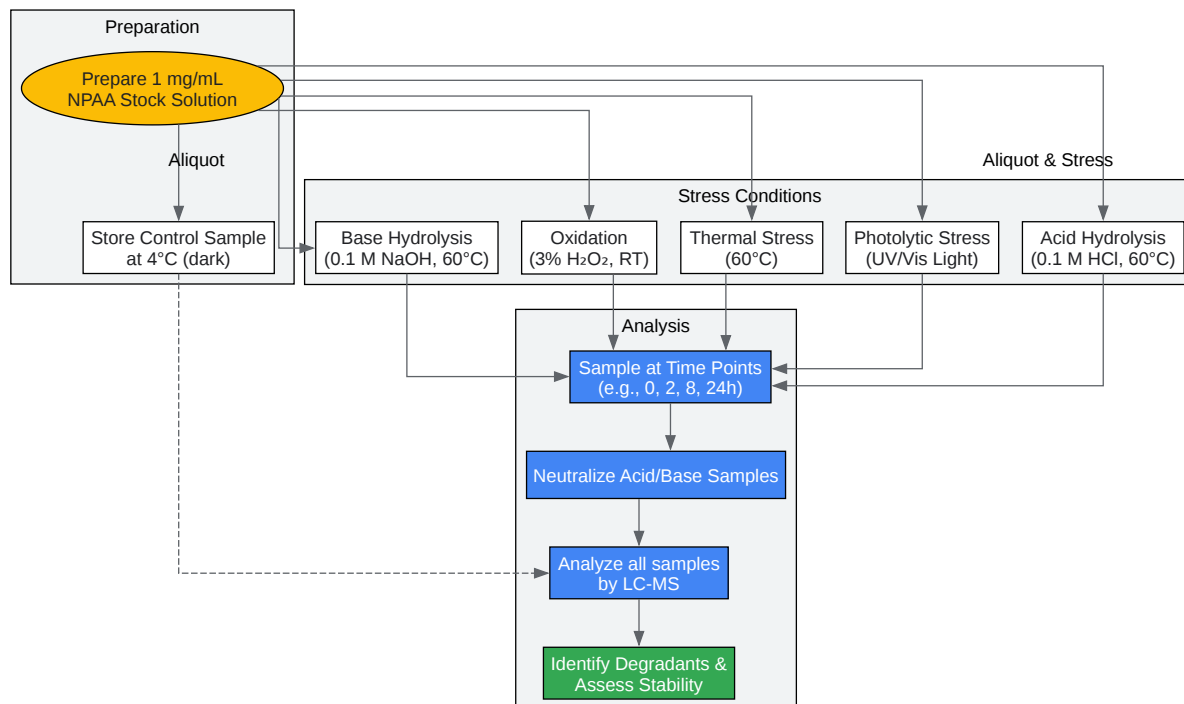 Preparation
Prepare 1 mg/mL
NPAA Stock Solution
Aliquot
Aliquot & Stress
Stress Conditions
Store Control Sample
at 4°C (dark)
Base Hydrolysis
(0.1 M NaOH, 60°C)
Oxidation
(3% H₂O₂, RT)
Thermal Stress
(60°C)
Photolytic Stress
(UV/Vis Light)
Acid Hydrolysis
(0.1 M HCl, 60°C)
Analysis
Sample at Time Points
(e.g., 0, 2, 8, 24h)
Neutralize Acid/Base Samples
Analyze all samples
by LC-MS
Identify Degradants &
Assess Stability